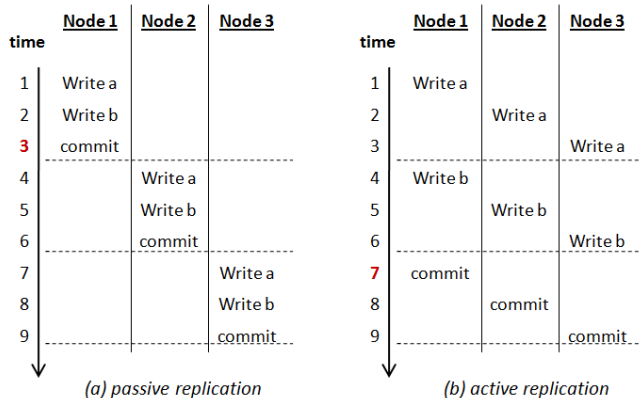 Node 1 Node 2 Node 3
time
1 Write a
2 Write b
3 commit
4 Write a
5 Write b
6 commit
7 Write a
8 Write b
9 commit
(a) passive replication
Node 1 Node 2 Node 3
time
1 Write a
2 Write a
3 Write a
4 Write b
5 Write b
6 Write b
7 commit
8 commit
9 commit
(b) active replication